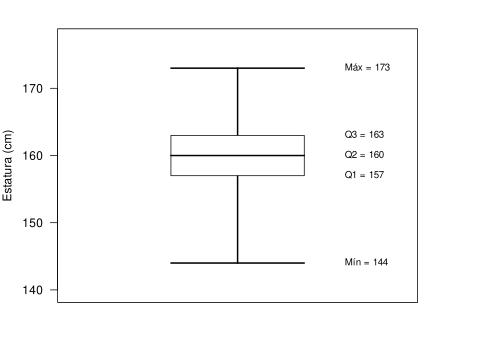 Estatura (cm)
170
160
150
140
Máx = 173
Q3 = 163
Q2 = 160
Q1 = 157
Mín = 144